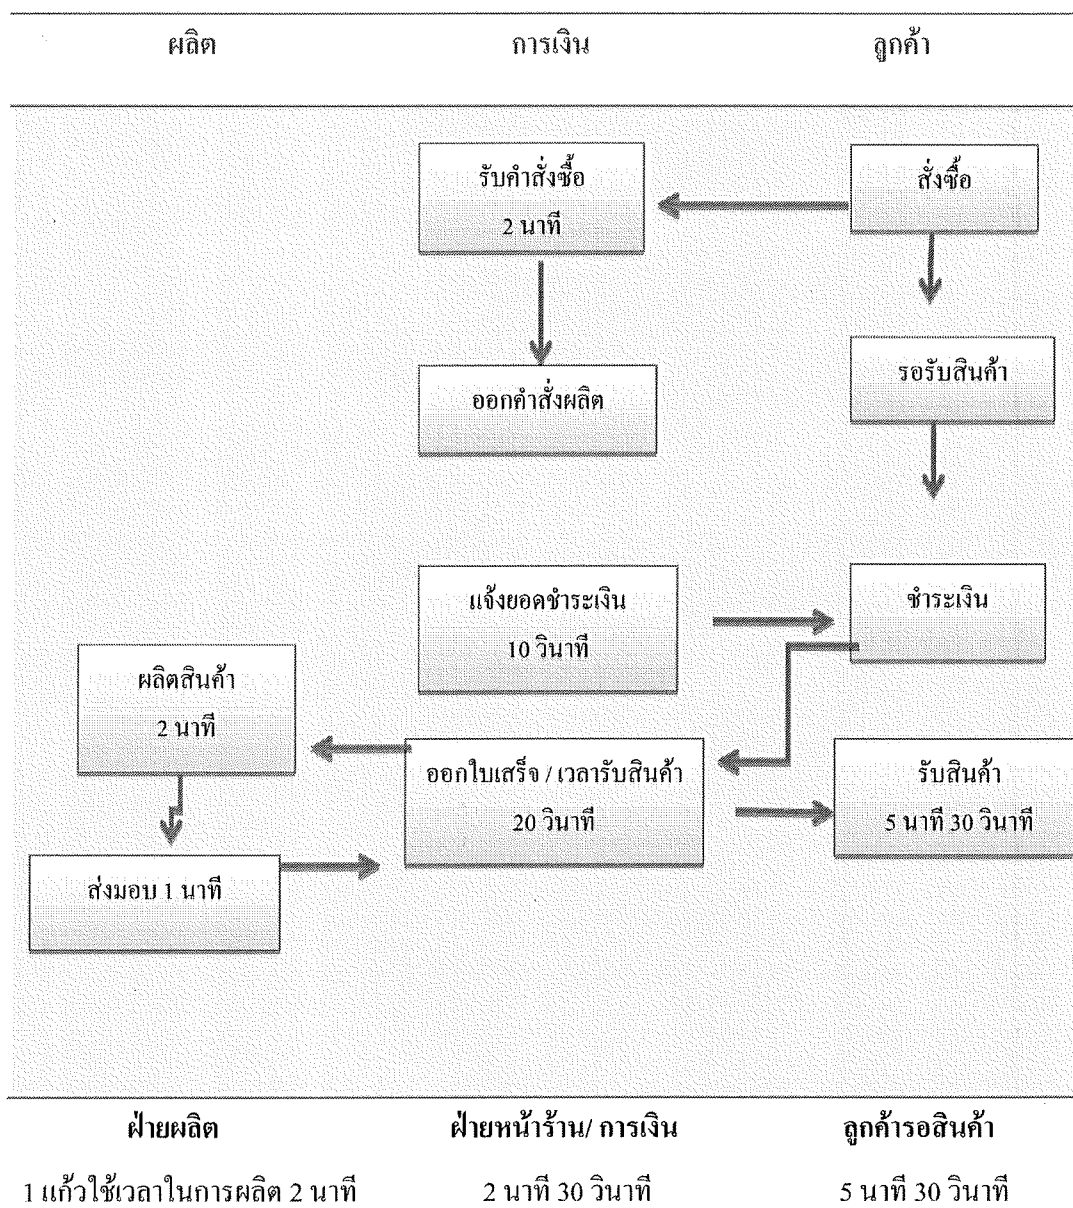 ผลิต การเงิน ลูกค้า
รับคำสั่งซื้อ
2 นาที
สั่งซื้อ
ออกคำสั่งผลิต
รอรับสินค้า
แจ้งยอดชำระเงิน
10 วินาที
ชำระเงิน
ผลิตสินค้า
2 นาที
ออกใบเสร็จ / เวลารับสินค้า
20 วินาที
รับสินค้า
5 นาที 30 วินาที
ส่งมอบ 1 นาที
ฝ่ายผลิต ฝ่ายหน้าร้าน/ การเงิน ลูกค้ารอสินค้า
1 แก้วใช้เวลาในการผลิต 2 นาที 2 นาที 30 วินาที 5 นาที 30 วินาที